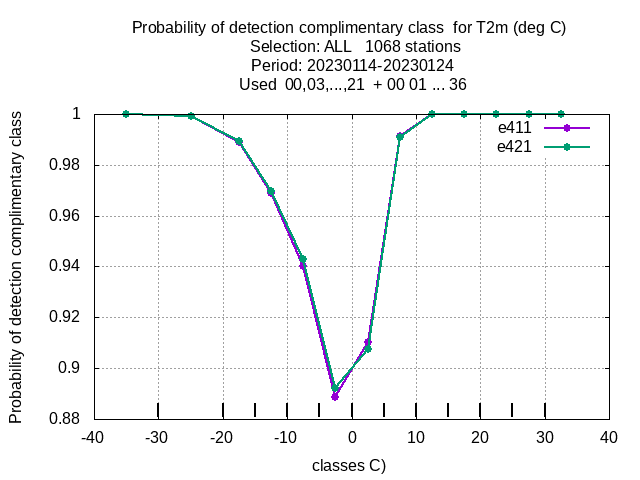 Probability of detection complimentary class  for T2m (deg C)
Selection: ALL   1068 stations
Period: 20230114-20230124
Used  00,03,...,21  + 00 01 ... 36
Probability of detection complimentary class
1
0.98
0.96
0.94
0.92
0.9
0.88
e411
e421
-40
-30
-20
-10
0
10
20
30
40
classes C)